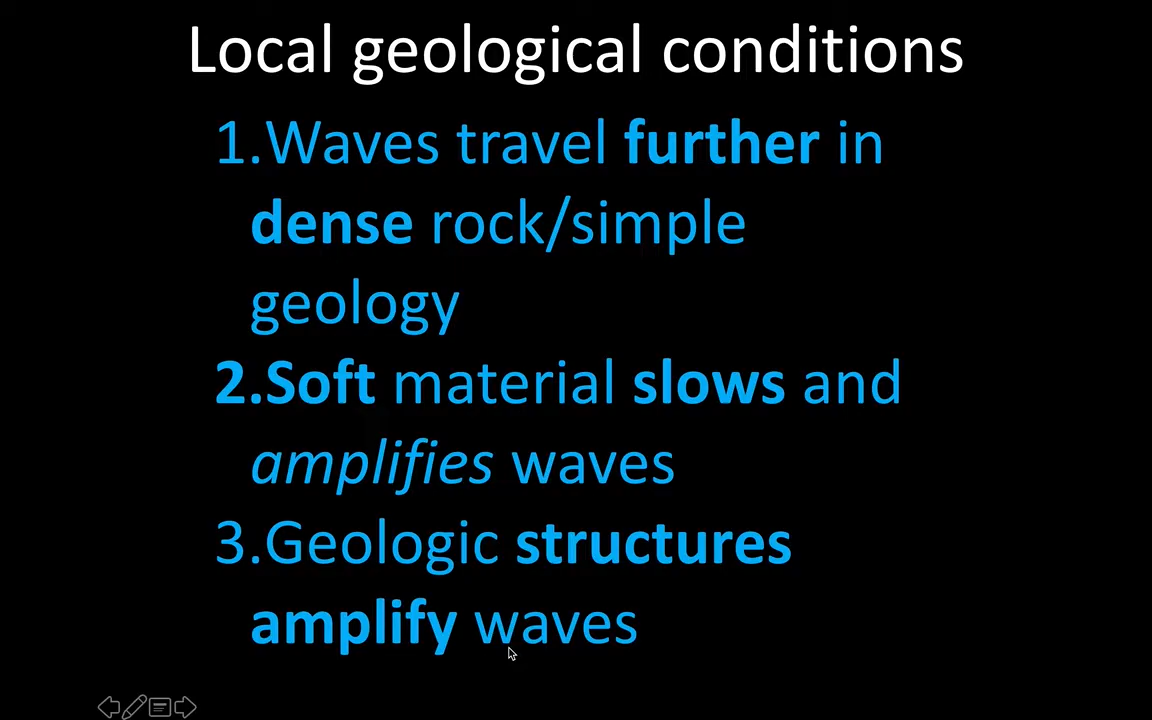 Local geological conditions
1.Waves travel further in
dense rock/simple
geology
2.Soft material slows and
amplifies waves
3.Geologic structures
amplify waves